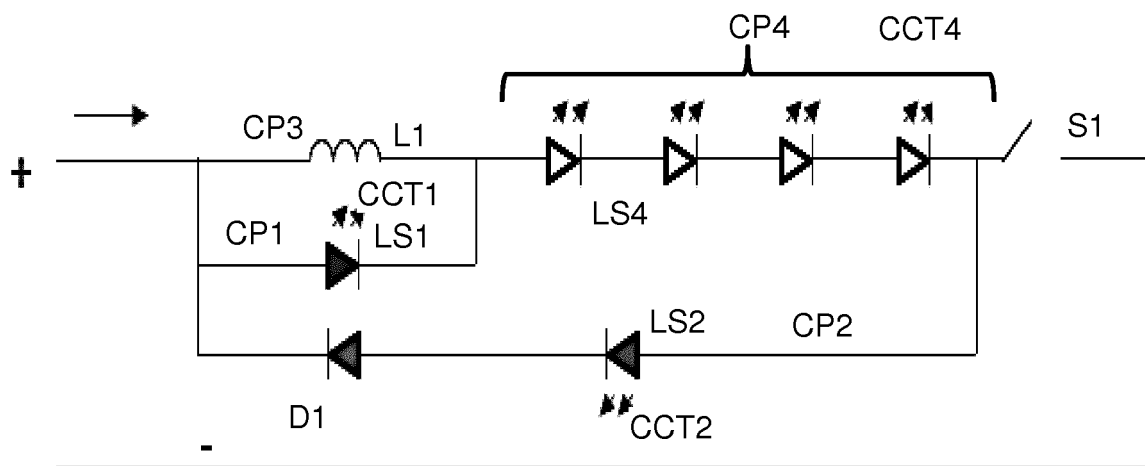 CP4 CCT4
CP3 L1 S1
+
CCT1
LS4
CP1 LS1
LS2 CP2
D1 CCT2
-